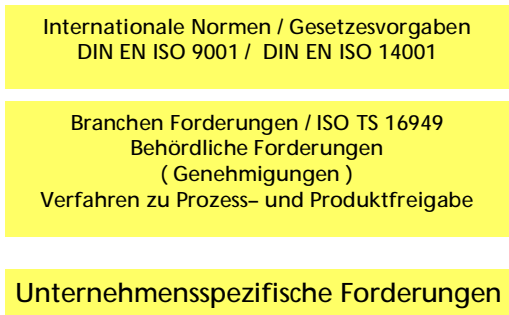 Internationale Normen / Gesetzesvorgaben
DIN EN ISO 9001 / DIN EN ISO 14001
Branchen Forderungen / ISO TS 16949
Behördliche Forderungen
( Genehmigungen )
Verfahren zu Prozess– und Produktfreigabe
Unternehmensspezifische Forderungen